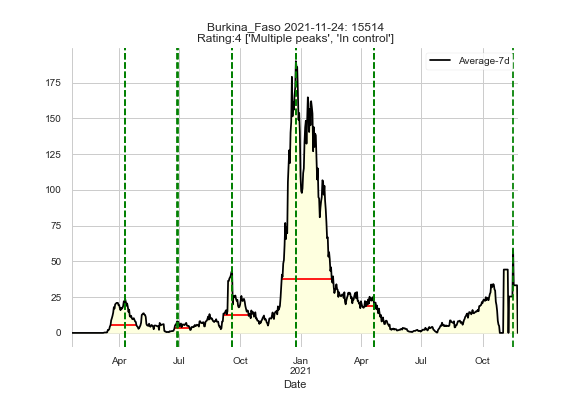 Burkina_Faso 2021-11-24: 15514
Rating:4 ['Multiple peaks', 'In control']
Average-7d
175
150
125
100
75
50
25
0
Apr Jul Oct Jan Apr Jul Oct
2021
Date